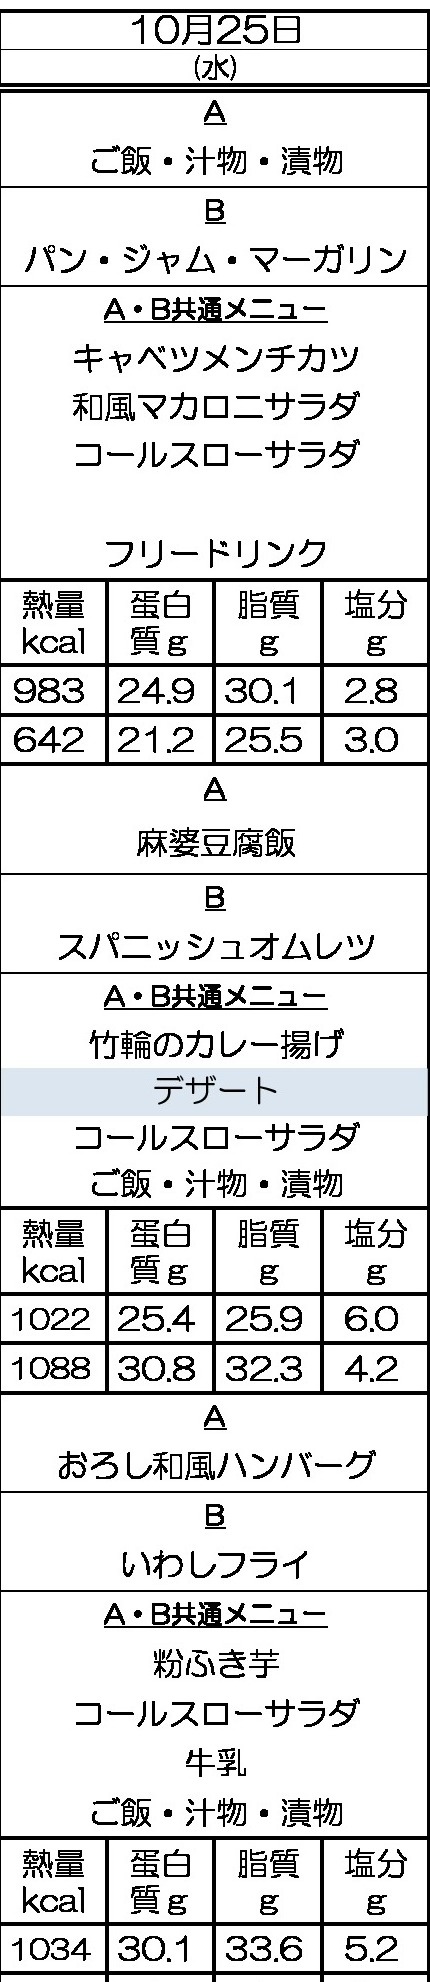 10月25日
(水)
A
ご飯・汁物・漬物
B
パン・ジャム・マーガリン
A・B共通メニュー
キャベツメンチカツ
和風マカロニサラダ
コールスローサラダ
フリードリンク
熱量 蛋白 脂質 塩分
kcal 質g g g
983 24.9 30.1 2.8
642 21.2 25.5 3.0
A
麻婆豆腐飯
B
スパニッシュオムレツ
A・B共通メニュー
竹輪のカレー揚げ
デザート
コールスローサラダ
ご飯・汁物・漬物
熱量 蛋白 脂質 塩分
kcal 質g g g
1022 25.4 25.9 6.0
1088 30.8 32.3 4.2
A
おろし和風ハンバーグ
B
いわしフライ
A・B共通メニュー
粉ふき芋
コールスローサラダ
牛乳
ご飯・汁物・漬物
熱量 蛋白 脂質 塩分
kcal 質g g g
1034 30.1 33.6 5.2